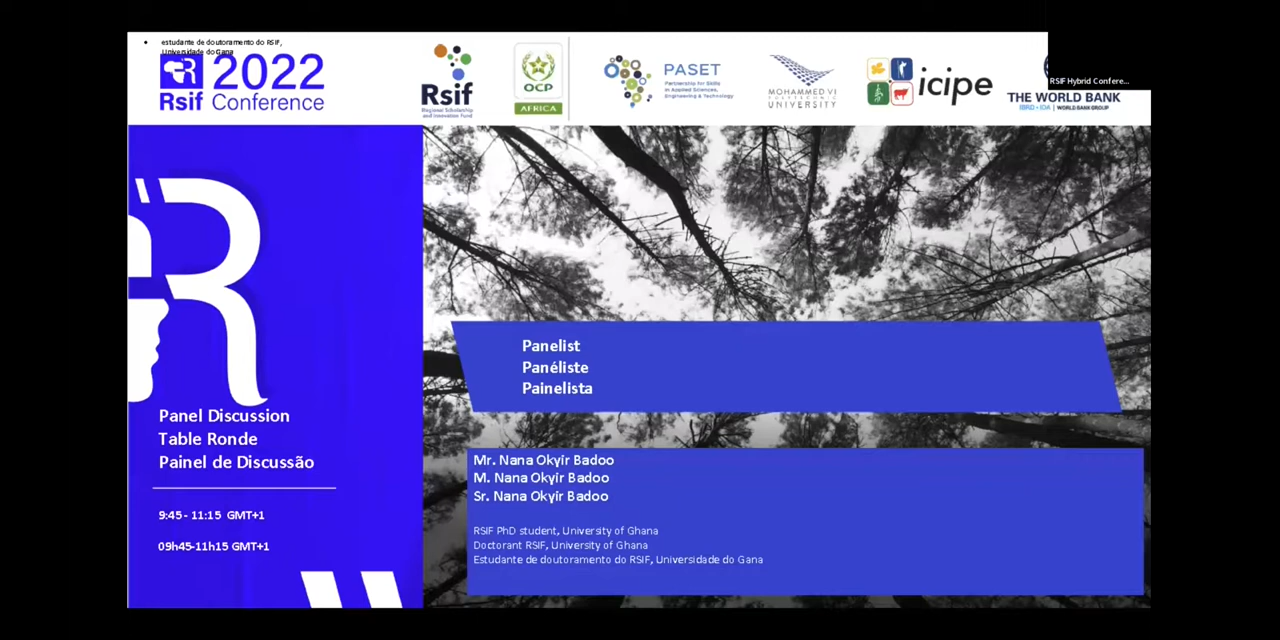 estudante de doutoramento do RSIF,
Universidade do Gana
2022
Rsif Conference
Rsif
Regional Scholarship
and Innovation Fund
OCP
AFRICA
PASET
Partnership for Skills
in Applied Sciences,
Engineering & Technology
MOHAMMED VI
POLYTECHNIC
UNIVERSITY
icipe
RSIF Hybrid Confere...
THE WORLD BANK
IBRD • IDA | WORLD BANK GROUP
Panelist
Panéliste
Painelista
Panel Discussion
Table Ronde
Painel de Discussão
9:45 - 11:15 GMT+1
09h45-11h15 GMT+1
Mr. Nana Okyir Badoo
M. Nana Okyir Badoo
Sr. Nana Okyir Badoo
RSIF PhD student, University of Ghana
Doctorant RSIF, University of Ghana
Estudante de doutoramento do RSIF, Universidade do Gana